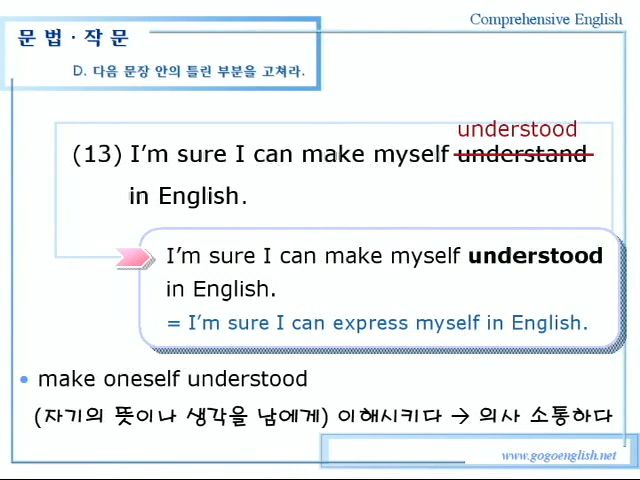 Comprehensive English
문 법 · 작 문
D. 다음 문장 안의 틀린 부분을 고쳐라.
understood
(13) I'm sure I can make myself understand
in English.
I'm sure I can make myself understood
in English.
= I'm sure I can express myself in English.
• make oneself understood
(자기의 뜻이나 생각을 남에게) 이해시키다 → 의사 소통하다
www.gogoenglish.net